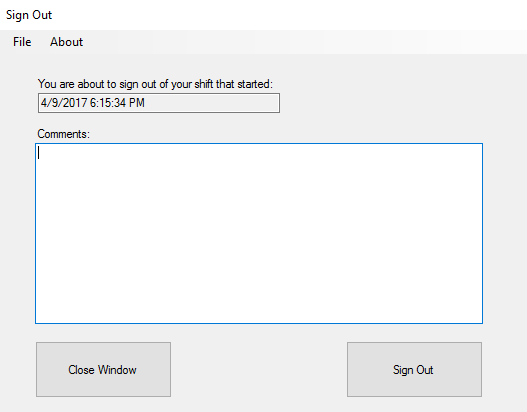 Sign Out
File About
You are about to sign out of your shift that started:
4/9/2017 6:15:34 PM
Comments:
Close Window Sign Out